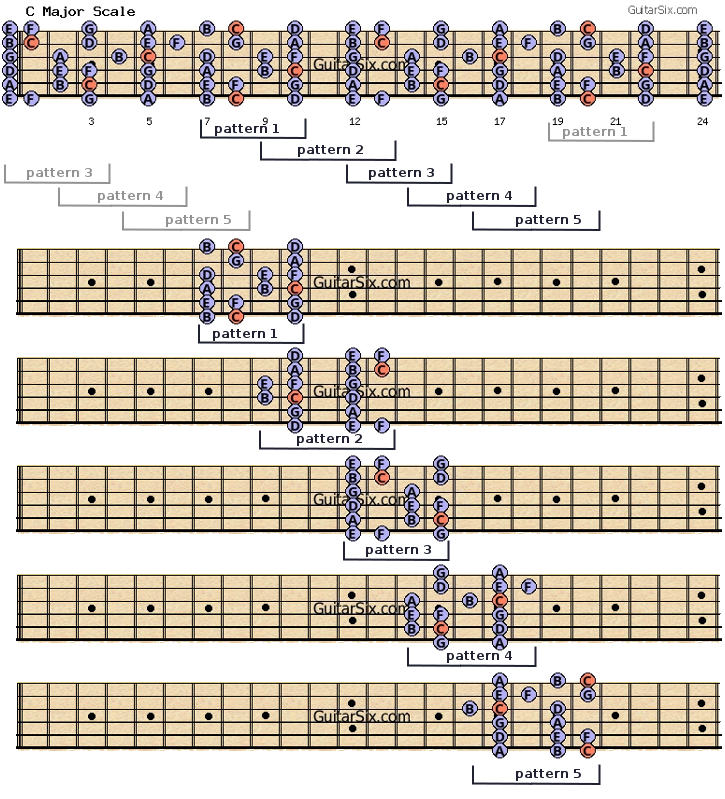 C Major Scale
GuitarSix.com
E F G A B C D E F G A B C D E
B C D E F G A B C D E F G A B
G A B C D E F G A B C D E F G
GuitarSix.com
D E F G A B C D E F G A B C D
A B C D E F G A B C D E F G A
E F G A B C D E F G A B C D E
3 5 7 9 12 15 17 19 21 24
pattern 1 pattern 1
pattern 2
pattern 3 pattern 3
pattern 4 pattern 4
pattern 5 pattern 5
B C D
G A
D E F
GuitarSix.com
A B C
E F G
B C D
pattern 1
D E F
A B C
E F G
GuitarSix.com
B C D
G A
D E F
pattern 2
E F G
B C D
G A
GuitarSix.com
D E F
A B C
E F G
pattern 3
G A
D E F
A B C
GuitarSix.com
E F G
B C D
G A
pattern 4
A B C
E F G
B C D
GuitarSix.com
G A
D E F
A B C
pattern 5